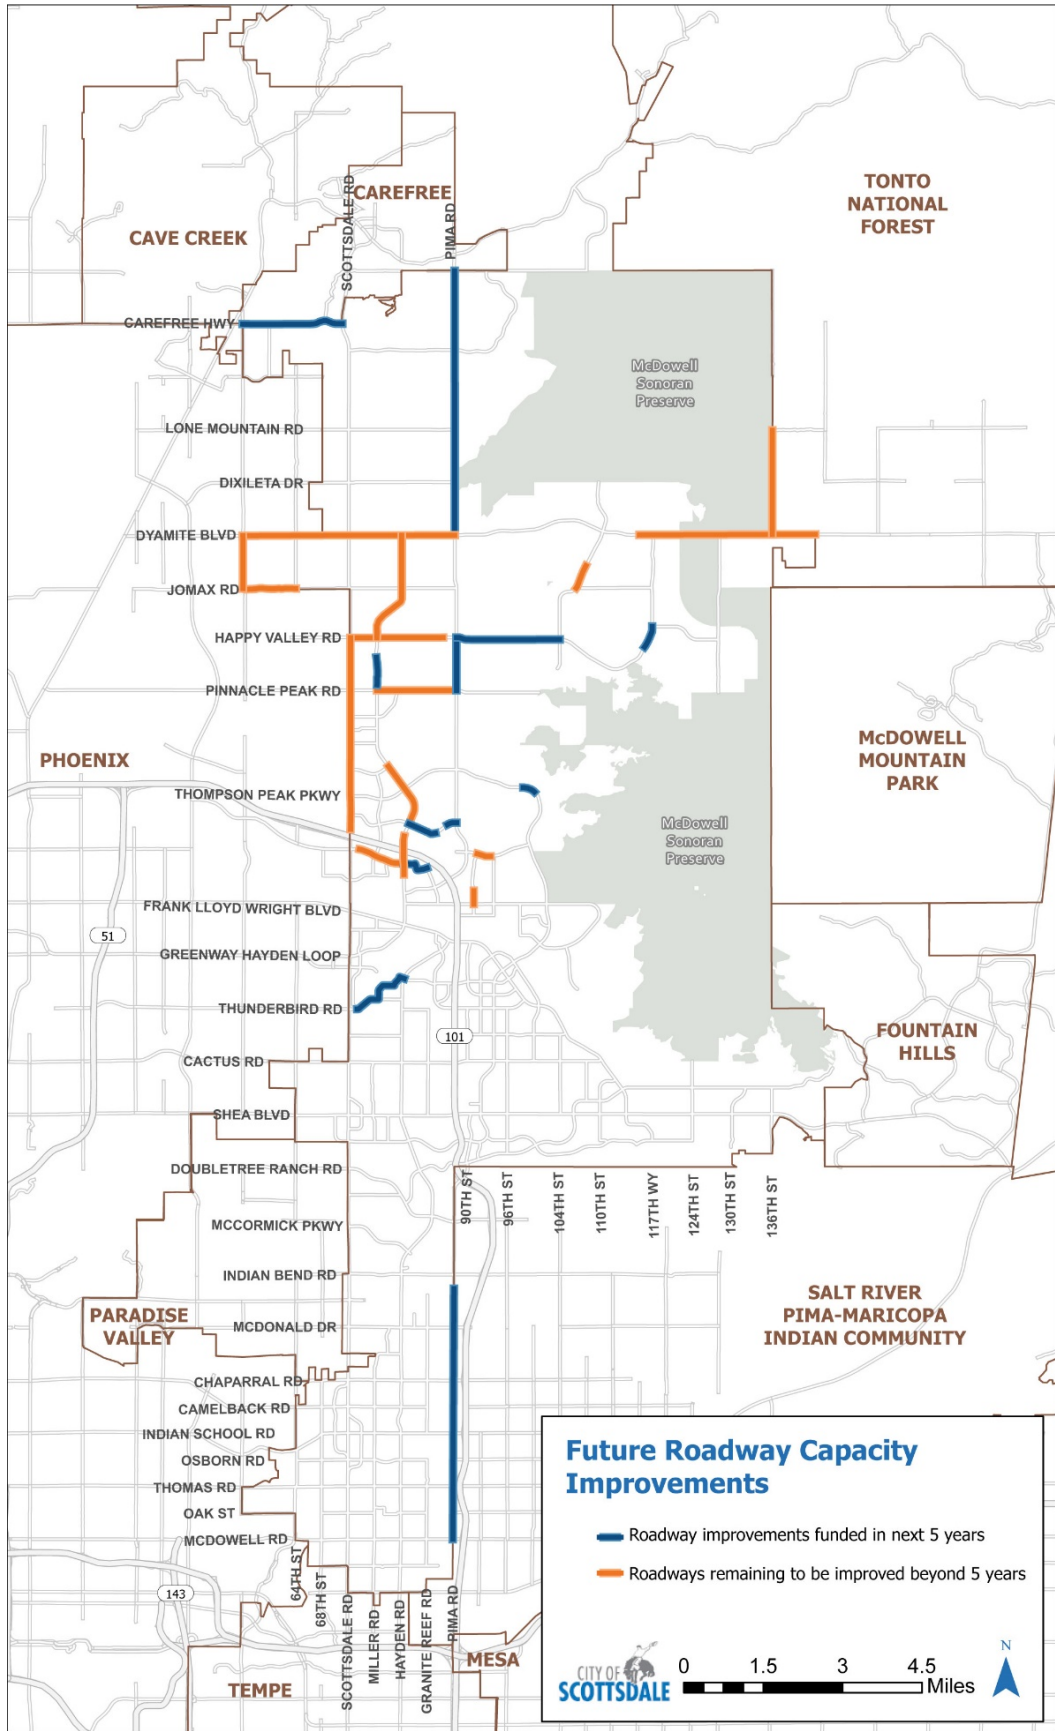 TONTO
NATIONAL
FOREST
CAREFREE
CAVE CREEK
SCOTTSDALE RD
PIMA RD
CAREFREE HWY
McDowell
Sonoran
Preserve
LONE MOUNTAIN RD
DIXILETA DR
DYAMITE BLVD
JOMAX RD
HAPPY VALLEY RD
PINNACLE PEAK RD
PHOENIX
McDOWELL
MOUNTAIN
PARK
THOMPSON PEAK PKWY
McDowell
Sonoran
Preserve
FRANK LLOYD WRIGHT BLVD
51
GREENWAY HAYDEN LOOP
THUNDERBIRD RD
101
FOUNTAIN
HILLS
CACTUS RD
SHEA BLVD
DOUBLETREE RANCH RD
90TH ST
96TH ST
104TH ST
110TH ST
117TH WY
124TH ST
130TH ST
136TH ST
MCCORMICK PKWY
INDIAN BEND RD
SALT RIVER
PIMA-MARICOPA
INDIAN COMMUNITY
PARADISE
VALLEY
MCDONALD DR
CHAPARRAL RD
CAMELBACK RD
INDIAN SCHOOL RD
OSBORN RD
THOMAS RD
OAK ST
MCDOWELL RD
143
64TH ST
68TH ST
SCOTTSDALE RD
MILLER RD
HAYDEN RD
GRANITE REEF RD
PIMA RD
TEMPE
MESA
Future Roadway Capacity
Improvements
Roadway improvements funded in next 5 years
Roadways remaining to be improved beyond 5 years
CITY OF
SCOTTSDALE
0 1.5 3 4.5
Miles
N